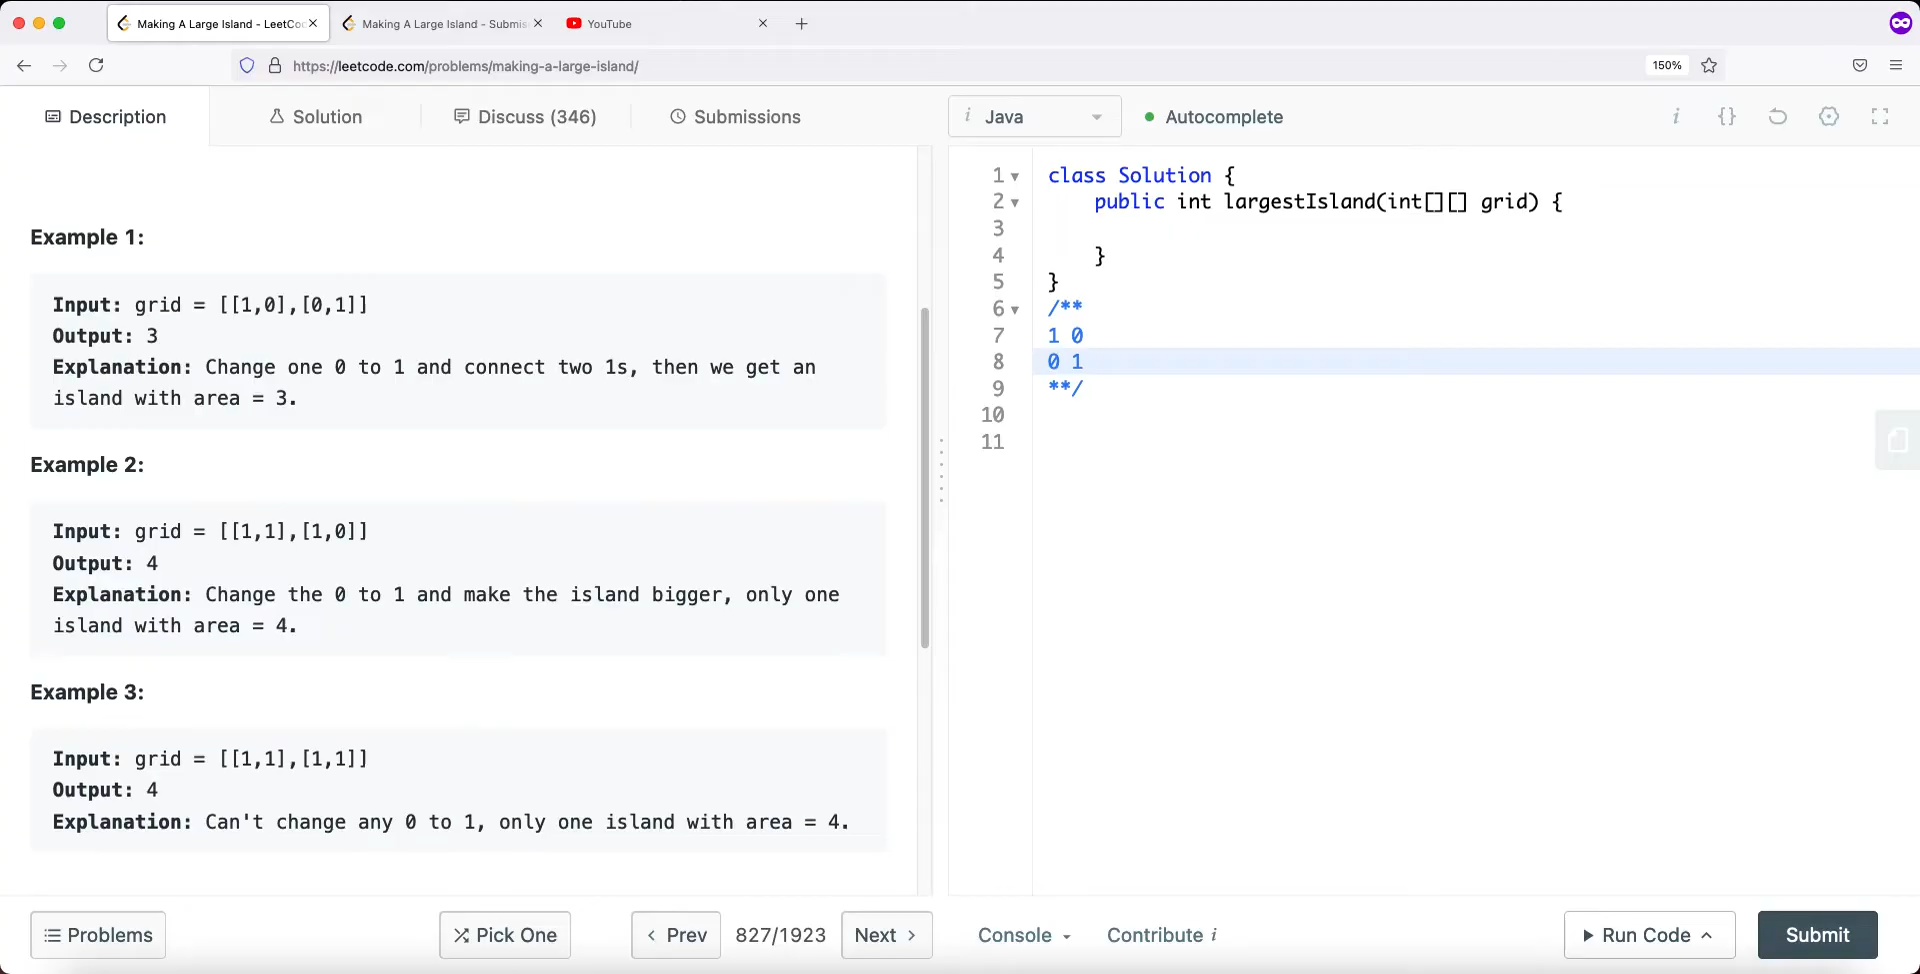 Making A Large Island - LeetCo
Making A Large Island - Submis
YouTube
https://leetcode.com/problems/making-a-large-island/
150%
Description
Solution
Discuss (346)
Submissions
i Java
Autocomplete
i {}
Example 1:
Input: grid = [[1,0],[0,1]]
Output: 3
Explanation: Change one 0 to 1 and connect two 1s, then we get an
island with area = 3.
Example 2:
Input: grid = [[1,1],[1,0]]
Output: 4
Explanation: Change the 0 to 1 and make the island bigger, only one
island with area = 4.
Example 3:
Input: grid = [[1,1],[1,1]]
Output: 4
Explanation: Can't change any 0 to 1, only one island with area = 4.
1 class Solution {
2 public int largestIsland(int[][] grid) {
3
4 }
5 }
6 /**
7 1 0
8 0 1
9 **/
10
11
Problems
Pick One
Prev
827/1923
Next
Console
Contribute i
Run Code
Submit